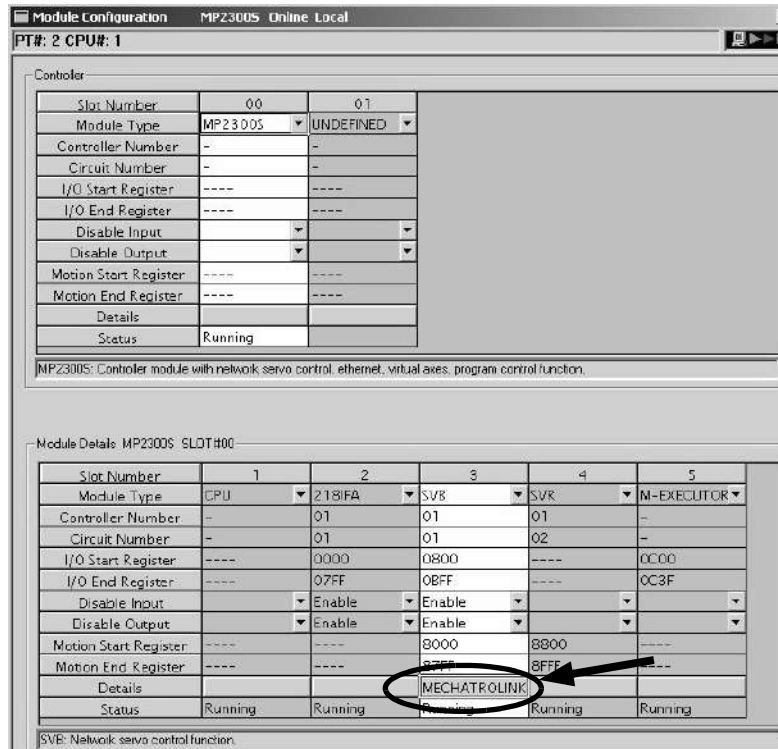 Module Configuration MP2300S Online Local
PT#: 2 CPU#: 1
Controller
Slot Number 00 01
Module Type MP2300S UNDEFINED
Controller Number - -
Circuit Number - -
I/O Start Register ---- ----
I/O End Register ---- ----
Disable Input
Disable Output
Motion Start Register ---- ----
Motion End Register ---- ----
Details
Status Running
MP2300S: Controller module with network servo control, ethernet, virtual axes, program control function.
Module Details MP2300S SLOT#00
Slot Number 1 2 3 4 5
Module Type CPU 218IFA SVB SVR M-EXECUTOR
Controller Number - 01 01 01 -
Circuit Number - 01 01 02 -
I/O Start Register ---- 0000 0800 ---- 0C00
I/O End Register ---- 07FF 0BFF ---- 0C3F
Disable Input Enable Enable
Disable Output Enable Enable
Motion Start Register ---- ---- 8000 8800 ----
Motion End Register ---- ---- 87FF 8FFF ----
Details MECHATROLINK
Status Running Running Running Running Running
SVB: Network servo control function.